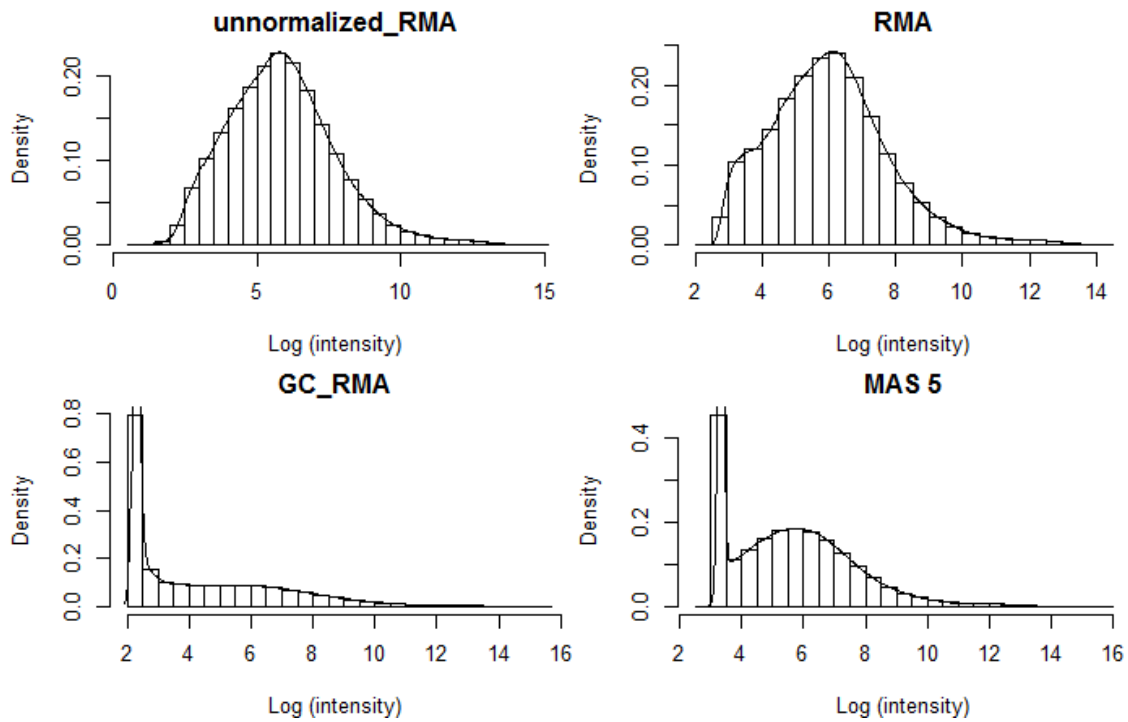 unnormalized_RMA
Density
0.00 0.10 0.20
0 5 10 15
Log (intensity)
RMA
Density
0.00 0.10 0.20
2 4 6 8 10 12 14
Log (intensity)
GC_RMA
Density
0.0 0.2 0.4 0.6 0.8
2 4 6 8 10 12 14 16
Log (intensity)
MAS 5
Density
0.0 0.2 0.4
2 4 6 8 10 12 14 16
Log (intensity)